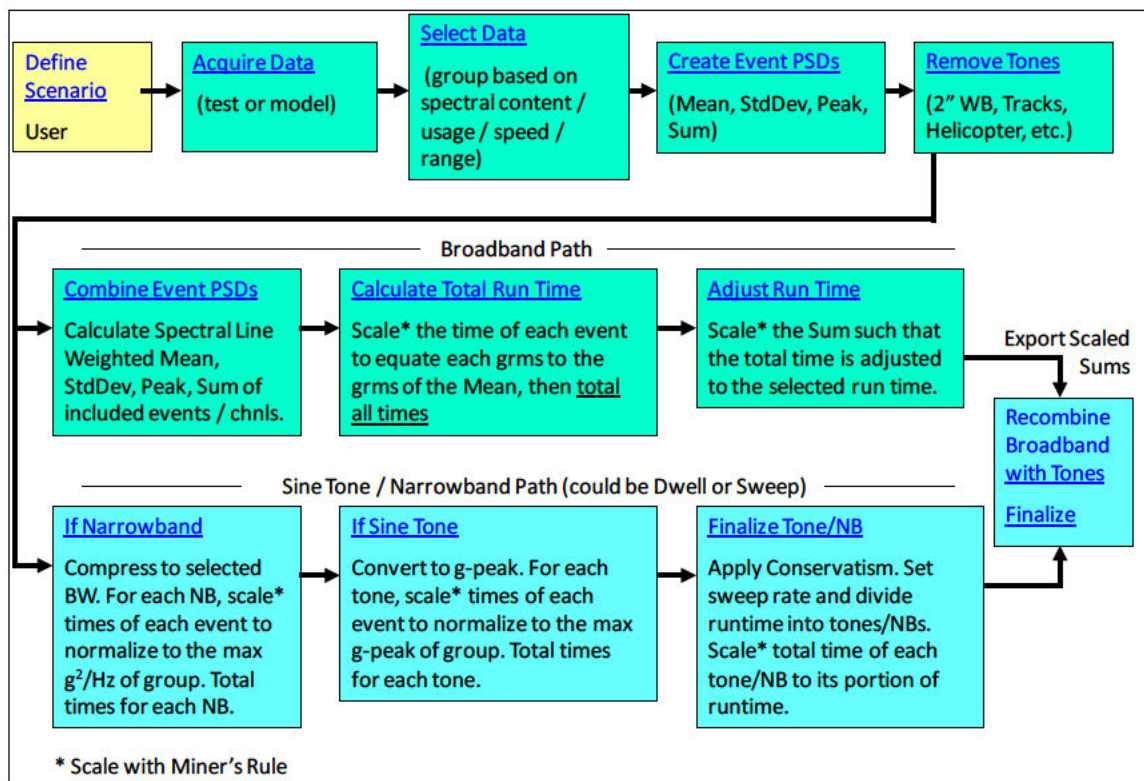 Define
Scenario
User
Acquire Data
(test or model)
Select Data
(group based on
spectral content /
usage / speed /
range)
Create Event PSDs
(Mean, StdDev, Peak,
Sum)
Remove Tones
(2” WB, Tracks,
Helicopter, etc.)
Broadband Path
Combine Event PSDs
Calculate Spectral Line
Weighted Mean,
StdDev, Peak, Sum of
included events / chnls.
Calculate Total Run Time
Scale* the time of each event
to equate each grms to the
grms of the Mean, then total
all times
Adjust Run Time
Scale* the Sum such that
the total time is adjusted
to the selected run time.
Export Scaled
Sums
Recombine
Broadband
with Tones
Finalize
Sine Tone / Narrowband Path (could be Dwell or Sweep)
If Narrowband
Compress to selected
BW. For each NB, scale*
times of each event to
normalize to the max
g²/Hz of group. Total
times for each NB.
If Sine Tone
Convert to g-peak. For each
tone, scale* times of each
event to normalize to the max
g-peak of group. Total times
for each tone.
Finalize Tone/NB
Apply Conservatism. Set
sweep rate and divide
runtime into tones/NBs.
Scale* total time of each
tone/NB to its portion of
runtime.
* Scale with Miner’s Rule